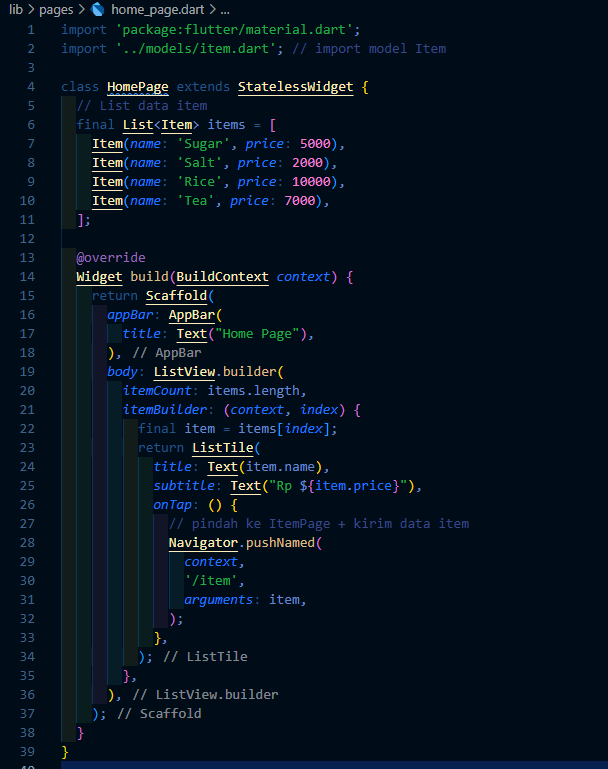 lib > pages > home_page.dart > ...
1 import 'package:flutter/material.dart';
2 import '../models/item.dart'; // import model Item
3
4 class HomePage extends StatelessWidget {
5   // List data item
6   final List<Item> items = [
7     Item(name: 'Sugar', price: 5000),
8     Item(name: 'Salt', price: 2000),
9     Item(name: 'Rice', price: 10000),
10     Item(name: 'Tea', price: 7000),
11   ];
12
13   @override
14   Widget build(BuildContext context) {
15     return Scaffold(
16       appBar: AppBar(
17         title: Text("Home Page"),
18       ), // AppBar
19       body: ListView.builder(
20         itemCount: items.length,
21         itemBuilder: (context, index) {
22           final item = items[index];
23           return ListTile(
24             title: Text(item.name),
25             subtitle: Text("Rp ${item.price}"),
26             onTap: () {
27               // pindah ke ItemPage + kirim data item
28               Navigator.pushNamed(
29                 context,
30                 '/item',
31                 arguments: item,
32               );
33             },
34           ); // ListTile
35         },
36       ), // ListView.builder
37     ); // Scaffold
38   }
39 }
40